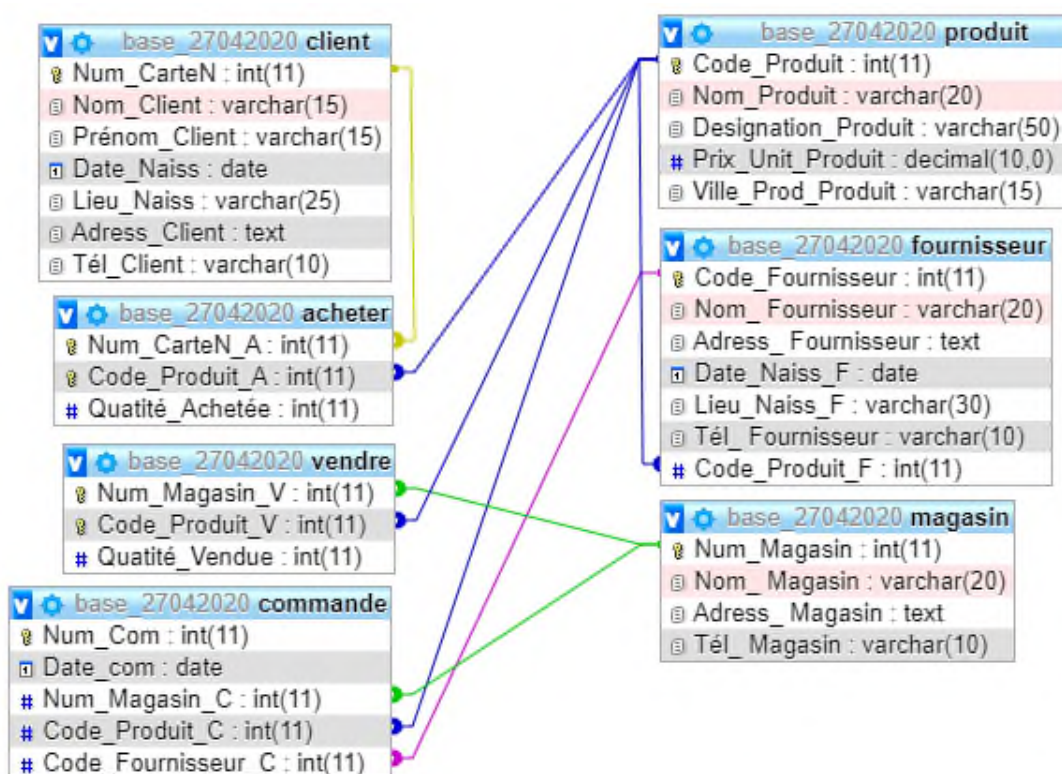 base_27042020 client
Num_CarteN : int(11)
Nom_Client : varchar(15)
Prénom_Client : varchar(15)
Date_Naiss : date
Lieu_Naiss : varchar(25)
Adress_Client : text
Tél_Client : varchar(10)
base_27042020 acheter
Num_CarteN_A : int(11)
Code_Produit_A : int(11)
# Quatité_Achetée : int(11)
base_27042020 vendre
Num_Magasin_V : int(11)
Code_Produit_V : int(11)
# Quatité_Vendue : int(11)
base_27042020 commande
Num_Com : int(11)
Date_com : date
# Num_Magasin_C : int(11)
# Code_Produit_C : int(11)
# Code_Fournisseur_C : int(11)
base_27042020 produit
Code_Produit : int(11)
Nom_Produit : varchar(20)
Designation_Produit : varchar(50)
# Prix_Unit_Produit : decimal(10,0)
Ville_Prod_Produit : varchar(15)
base_27042020 fournisseur
Code_Fournisseur : int(11)
Nom_ Fournisseur : varchar(20)
Adress_ Fournisseur : text
Date_Naiss_F : date
Lieu_Naiss_F : varchar(30)
Tél_Fournisseur : varchar(10)
# Code_Produit_F : int(11)
base_27042020 magasin
Num_Magasin : int(11)
Nom_ Magasin : varchar(20)
Adress_ Magasin : text
Tél_ Magasin : varchar(10)